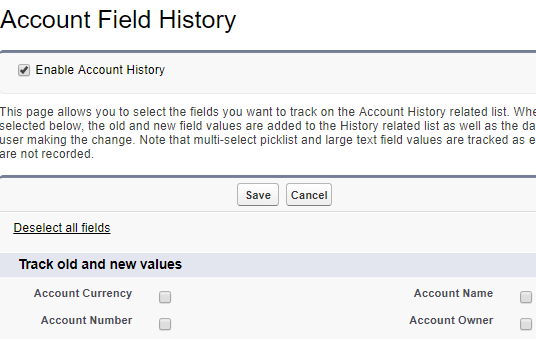 Account Field History
Enable Account History
This page allows you to select the fields you want to track on the Account History related list. Whe
selected below, the old and new field values are added to the History related list as well as the da
user making the change. Note that multi-select picklist and large text field values are tracked as e
are not recorded.
Save Cancel
Deselect all fields
Track old and new values
Account Currency Account Name
Account Number Account Owner